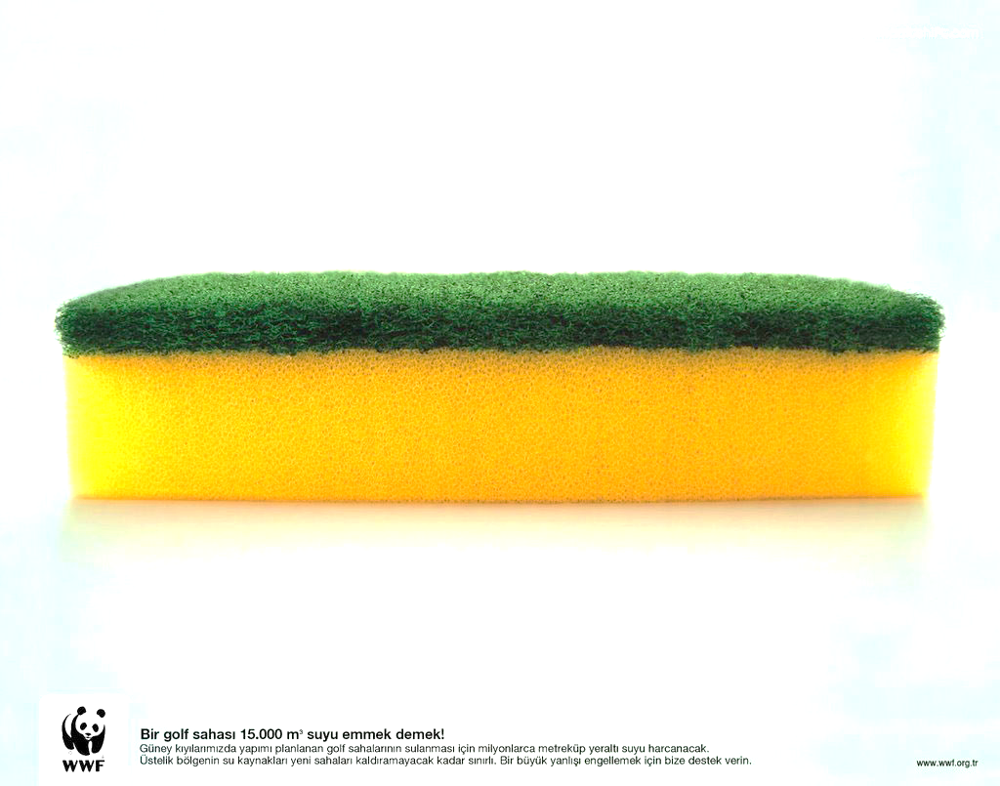 Bir golf sahası 15.000 m³ suyu emmek demek!
Güney kıyılarımızda yapımı planlanan golf sahalarının sulanması için milyonlarca metreküp yeraltı suyu harcanacak.
Üstelik bölgenin su kaynakları yeni sahaları kaldıramayacak kadar sınırlı. Bir büyük yanlışı engellemek için bize destek verin.
WWF
www.wwf.org.tr